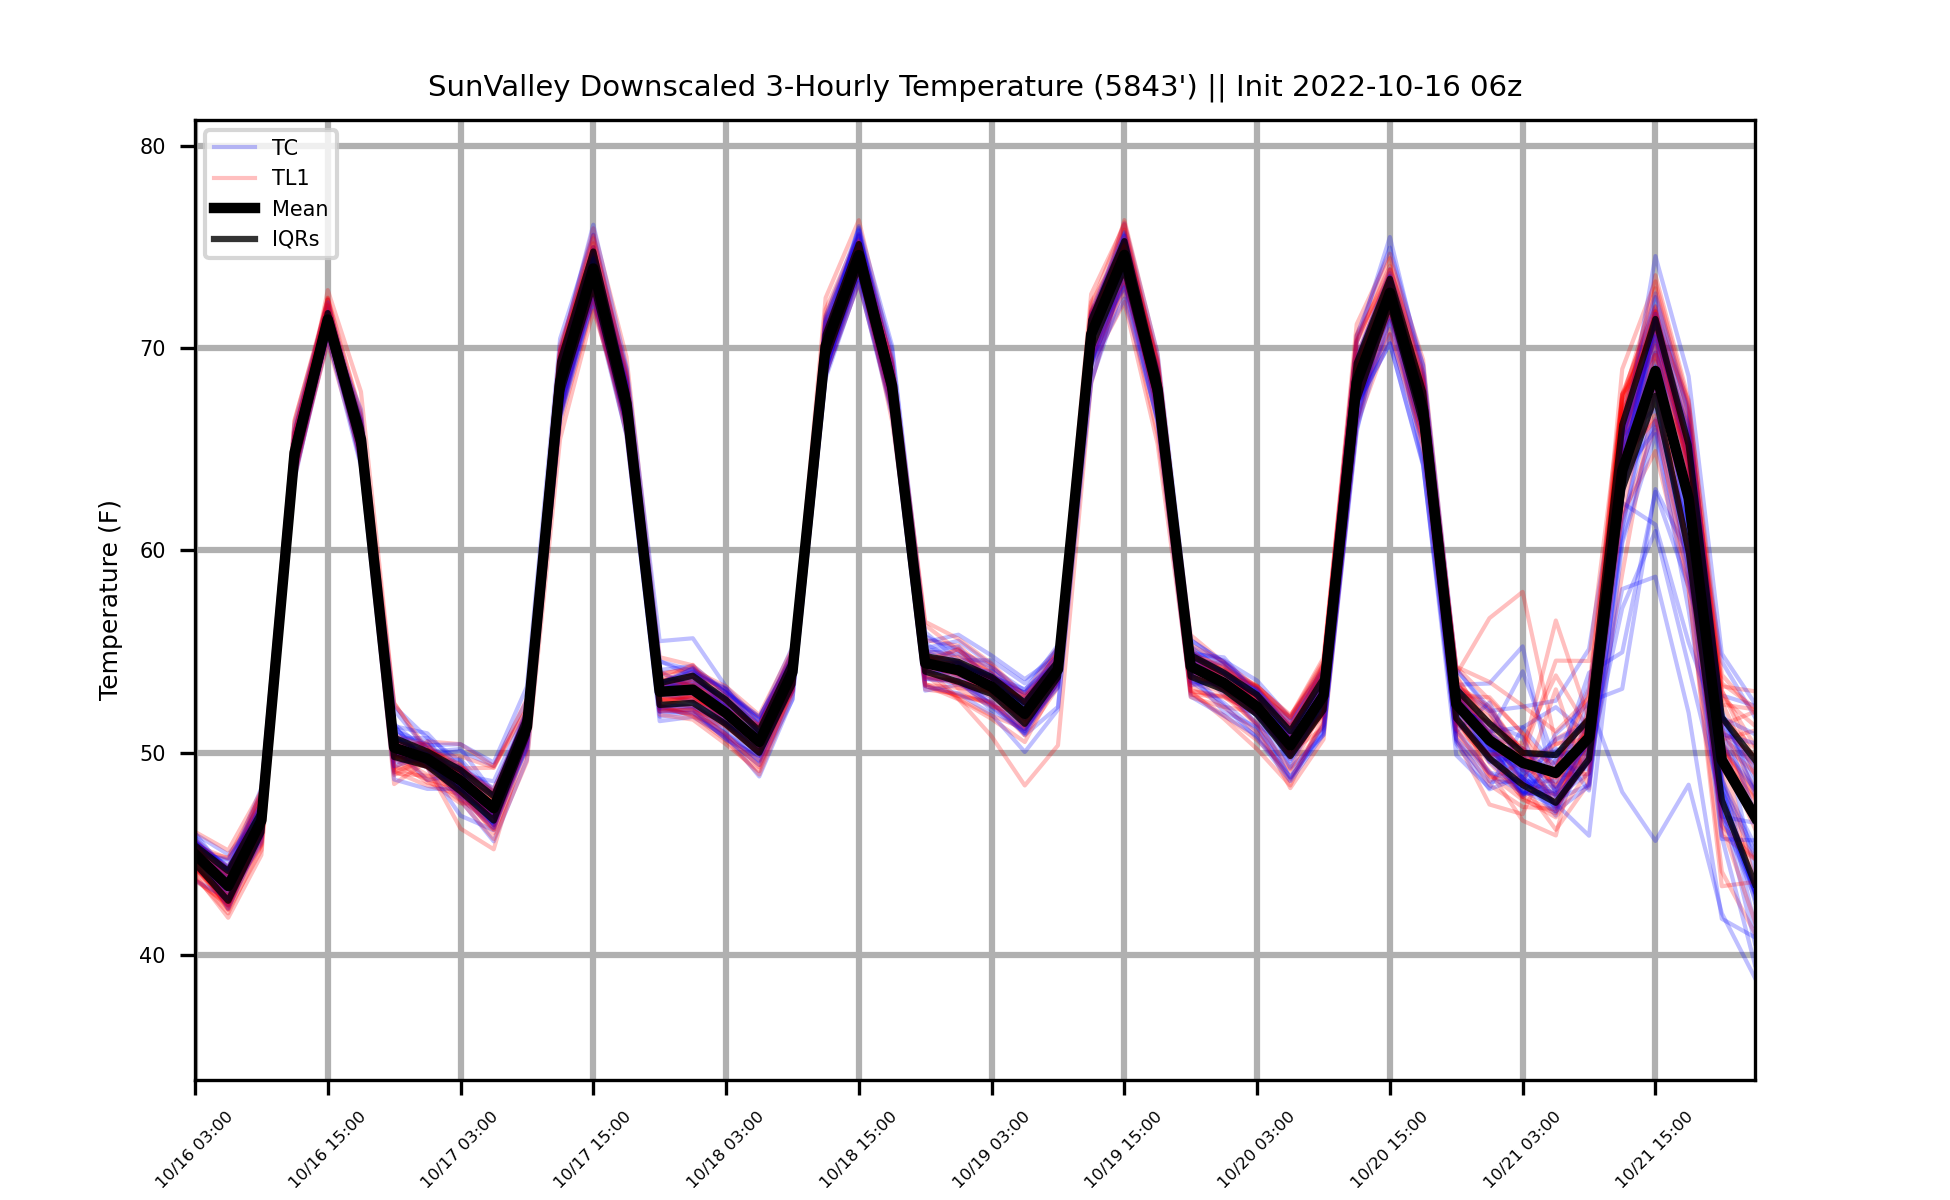 SunValley Downscaled 3-Hourly Temperature (5843') || Init 2022-10-16 06z
80
70
60
50
40
Temperature (F)
TC
TL1
Mean
IQRs
10/16 03:00
10/16 15:00
10/17 03:00
10/17 15:00
10/18 03:00
10/18 15:00
10/19 03:00
10/19 15:00
10/20 03:00
10/20 15:00
10/21 03:00
10/21 15:00